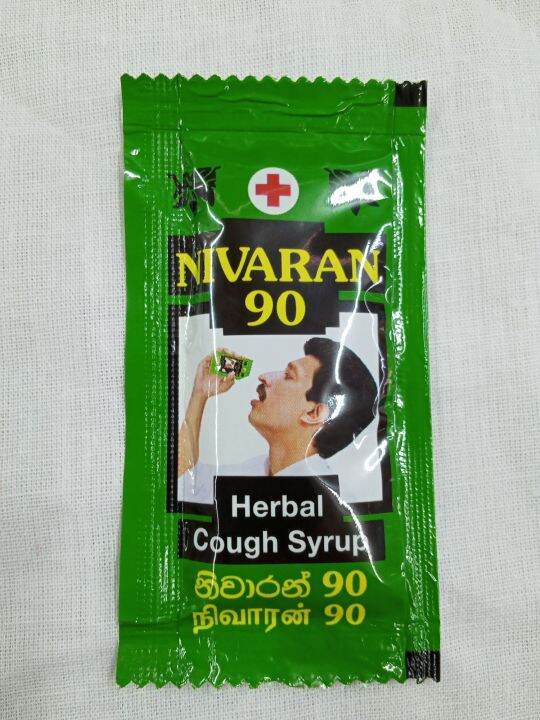 NIVARAN
90
Herbal
Cough Syrup
නිවාරන් 90
நிவாரன் 90